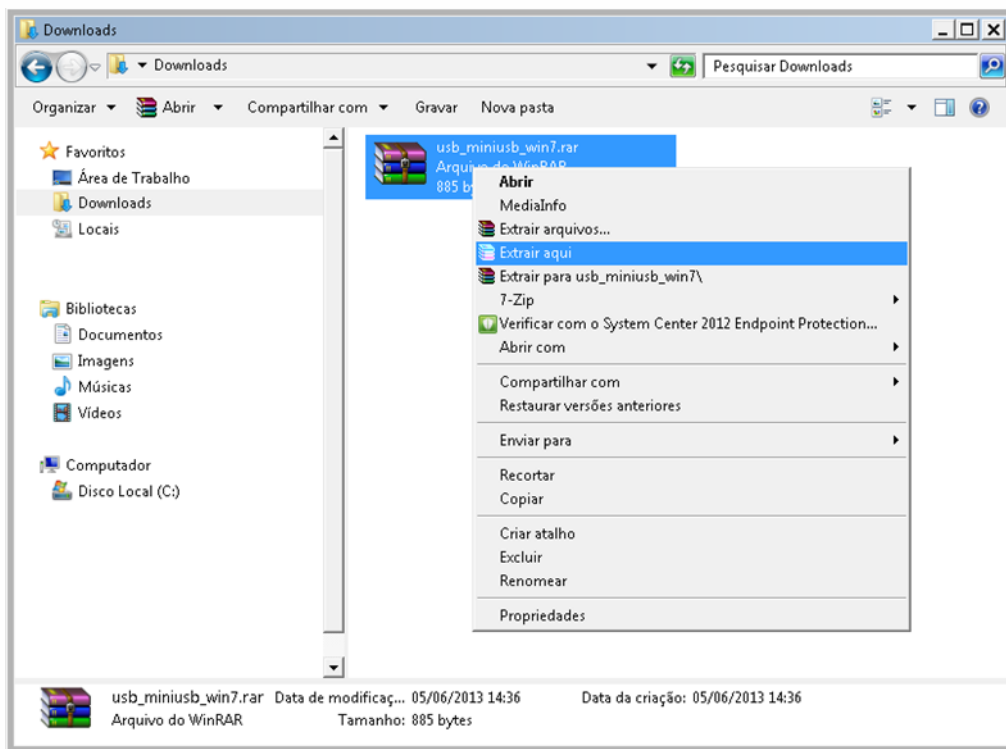 Downloads
Downloads
Pesquisar Downloads
Organizar
Abrir
Compartilhar com
Gravar
Nova pasta
Favoritos
Área de Trabalho
Downloads
Locais
Bibliotecas
Documentos
Imagens
Músicas
Vídeos
Computador
Disco Local (C:)
usb_miniusb_win7.rar
Arquivo do WinRAR
885 by
Abrir
MediaInfo
Extrair arquivos...
Extrair aqui
Extrair para usb_miniusb_win7\
7-Zip
Verificar com o System Center 2012 Endpoint Protection...
Abrir com
Compartilhar com
Restaurar versões anteriores
Enviar para
Recortar
Copiar
Criar atalho
Excluir
Renomear
Propriedades
usb_miniusb_win7.rar Data de modificaç... 05/06/2013 14:36 Data da criação: 05/06/2013 14:36
Arquivo do WinRAR Tamanho: 885 bytes